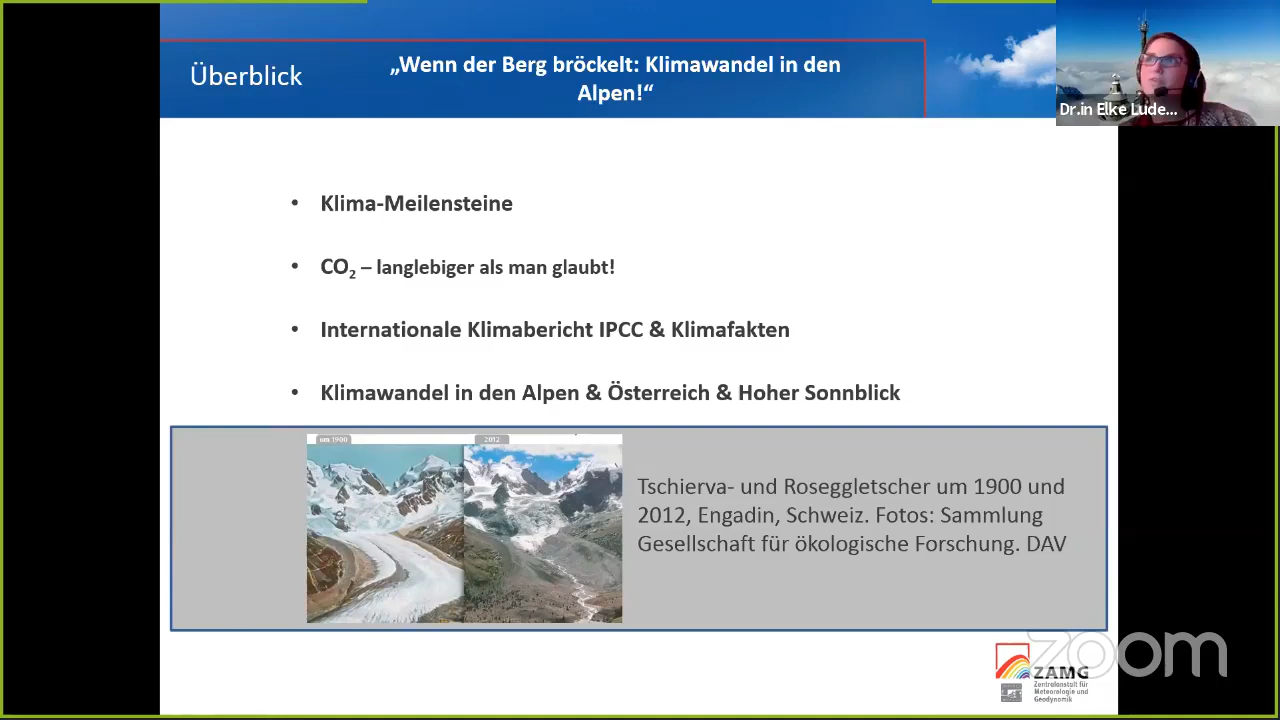 Überblick
„Wenn der Berg bröckelt: Klimawandel in den
Alpen!“
Dr.in Elke Lude...
• Klima-Meilensteine
• CO₂ – langlebiger als man glaubt!
• Internationale Klimabericht IPCC & Klimafakten
• Klimawandel in den Alpen & Österreich & Hoher Sonnblick
um 1900
2012
Tschierva- und Roseggletscher um 1900 und
2012, Engadin, Schweiz. Fotos: Sammlung
Gesellschaft für ökologische Forschung. DAV
zoom
ZAMG
Zentralanstalt für
Meteorologie und
Geodynamik